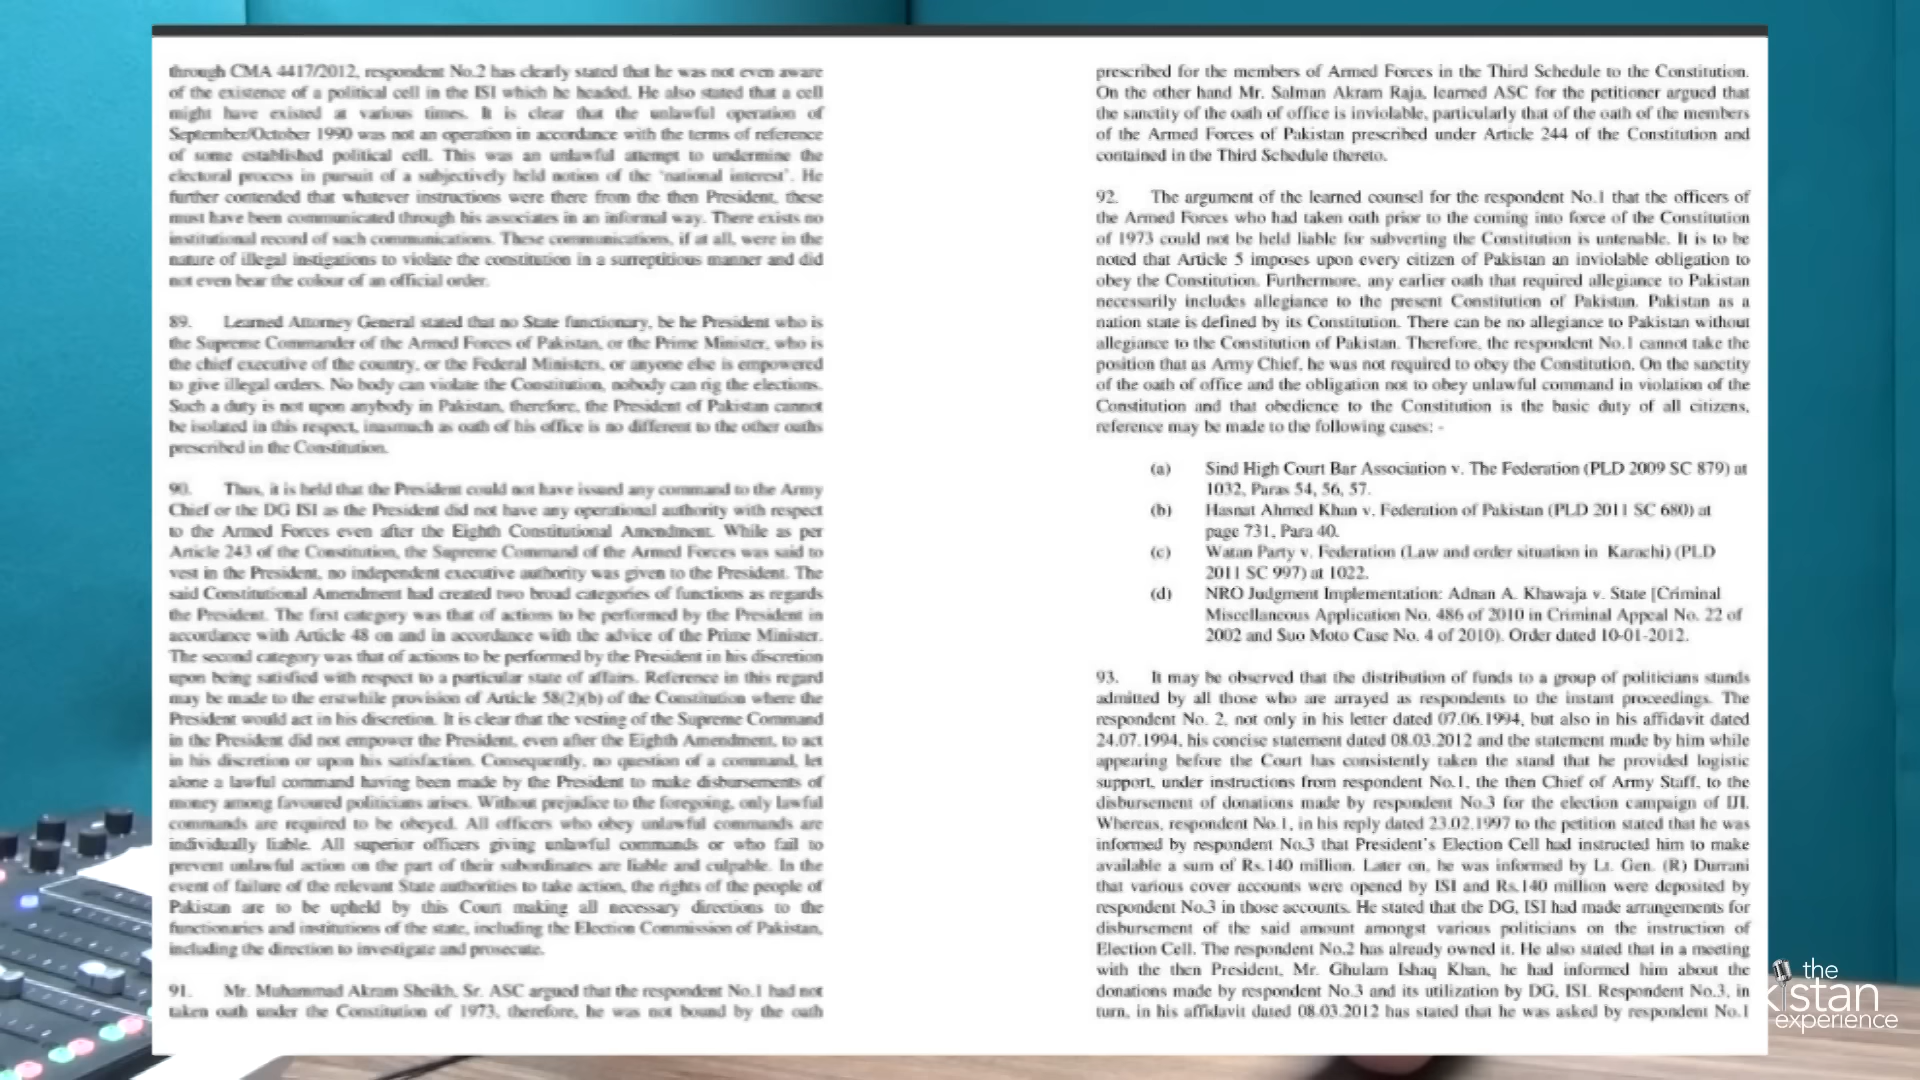 through CMA 4417/2012, respondent No.2 has clearly stated that he was not even aware
of the existence of a political cell in the ISI which he headed. He also stated that a cell
might have existed at various times. It is clear that the unlawful operation of
September/October 1990 was not an operation in accordance with the terms of reference
of some established political cell. This was an unlawful attempt to undermine the
electoral process in pursuit of a subjectively held notion of the 'national interest'. He
further contended that whatever instructions were there from the then President, these
must have been communicated through his associates in an informal way. There exists no
institutional record of such communications. These communications, if at all, were in the
nature of illegal instigations to violate the constitution in a surreptitious manner and did
not even bear the colour of an official order.
89. Learned Attorney General stated that no State functionary, be he President who is
the Supreme Commander of the Armed Forces of Pakistan, or the Prime Minister, who is
the chief executive of the country, or the Federal Ministers, or anyone else is empowered
to give illegal orders. No body can violate the Constitution, nobody can rig the elections.
Such a duty is not upon anybody in Pakistan, therefore, the President of Pakistan cannot
be isolated in this respect, inasmuch as oath of his office is no different to the other oaths
prescribed in the Constitution.
90. Thus, it is held that the President could not have issued any command to the Army
Chief or the DG ISI as the President did not have any operational authority with respect
to the Armed Forces even after the Eighth Constitutional Amendment. While as per
Article 243 of the Constitution, the Supreme Command of the Armed Forces was said to
vest in the President, no independent executive authority was given to the President. The
said Constitutional Amendment had created two broad categories of functions as regards
the President. The first category was that of actions to be performed by the President in
accordance with Article 48 on and in accordance with the advice of the Prime Minister.
The second category was that of actions to be performed by the President in his discretion
upon being satisfied with respect to a particular state of affairs. Reference in this regard
may be made to the erstwhile provision of Article 58(2)(b) of the Constitution where the
President would act in his discretion. It is clear that the vesting of the Supreme Command
in the President did not empower the President, even after the Eighth Amendment, to act
in his discretion or upon his satisfaction. Consequently, no question of a command, let
alone a lawful command having been made by the President to make disbursements of
money among favoured politicians arises. Without prejudice to the foregoing, only lawful
commands are required to be obeyed. All officers who obey unlawful commands are
individually liable. All superior officers giving unlawful commands or who fail to
prevent unlawful action on the part of their subordinates are liable and culpable. In the
event of failure of the relevant State authorities to take action, the rights of the people of
Pakistan are to be upheld by this Court making all necessary directions to the
functionaries and institutions of the state, including the Election Commission of Pakistan,
including the direction to investigate and prosecute.
91. Mr. Muhammad Akram Sheikh, Sr. ASC argued that the respondent No.1 had not
taken oath under the Constitution of 1973, therefore, he was not bound by the oath
prescribed for the members of Armed Forces in the Third Schedule to the Constitution.
On the other hand Mr. Salman Akram Raja, learned ASC for the petitioner argued that
the sanctity of the oath of office is inviolable, particularly that of the oath of the members
of the Armed Forces of Pakistan prescribed under Article 244 of the Constitution and
contained in the Third Schedule thereto.
92. The argument of the learned counsel for the respondent No.1 that the officers of
the Armed Forces who had taken oath prior to the coming into force of the Constitution
of 1973 could not be held liable for subverting the Constitution is untenable. It is to be
noted that Article 5 imposes upon every citizen of Pakistan an inviolable obligation to
obey the Constitution. Furthermore, any earlier oath that required allegiance to Pakistan
necessarily includes allegiance to the present Constitution of Pakistan. Pakistan as a
nation state is defined by its Constitution. There can be no allegiance to Pakistan without
allegiance to the Constitution of Pakistan. Therefore, the respondent No.1 cannot take the
position that as Army Chief, he was not required to obey the Constitution. On the sanctity
of the oath of office and the obligation not to obey unlawful command in violation of the
Constitution and that obedience to the Constitution is the basic duty of all citizens,
reference may be made to the following cases: -
(a) Sind High Court Bar Association v. The Federation (PLD 2009 SC 879) at
1032, Paras 54, 56, 57.
(b) Hasnat Ahmed Khan v. Federation of Pakistan (PLD 2011 SC 680) at
page 731, Para 40.
(c) Watan Party v. Federation (Law and order situation in Karachi) (PLD
2011 SC 997) at 1022.
(d) NRO Judgment Implementation: Adnan A. Khawaja v. State [Criminal
Miscellaneous Application No. 486 of 2010 in Criminal Appeal No. 22 of
2002 and Suo Moto Case No. 4 of 2010). Order dated 10-01-2012.
93. It may be observed that the distribution of funds to a group of politicians stands
admitted by all those who are arrayed as respondents to the instant proceedings. The
respondent No. 2, not only in his letter dated 07.06.1994, but also in his affidavit dated
24.07.1994, his concise statement dated 08.03.2012 and the statement made by him while
appearing before the Court has consistently taken the stand that he provided logistic
support, under instructions from respondent No.1, the then Chief of Army Staff, to the
disbursement of donations made by respondent No.3 for the election campaign of IJI.
Whereas, respondent No.1, in his reply dated 23.02.1997 to the petition stated that he was
informed by respondent No.3 that President's Election Cell had instructed him to make
available a sum of Rs.140 million. Later on, he was informed by Lt. Gen. (R) Durrani
that various cover accounts were opened by ISI and Rs.140 million were deposited by
respondent No.3 in those accounts. He stated that the DG, ISI had made arrangements for
disbursement of the said amount amongst various politicians on the instruction of
Election Cell. The respondent No.2 has already owned it. He also stated that in a meeting
with the then President, Mr. Ghulam Ishaq Khan, he had informed him about the
donations made by respondent No.3 and its utilization by DG, ISI. Respondent No.3, in
turn, in his affidavit dated 08.03.2012 has stated that he was asked by respondent No.1
the
kistan
experience